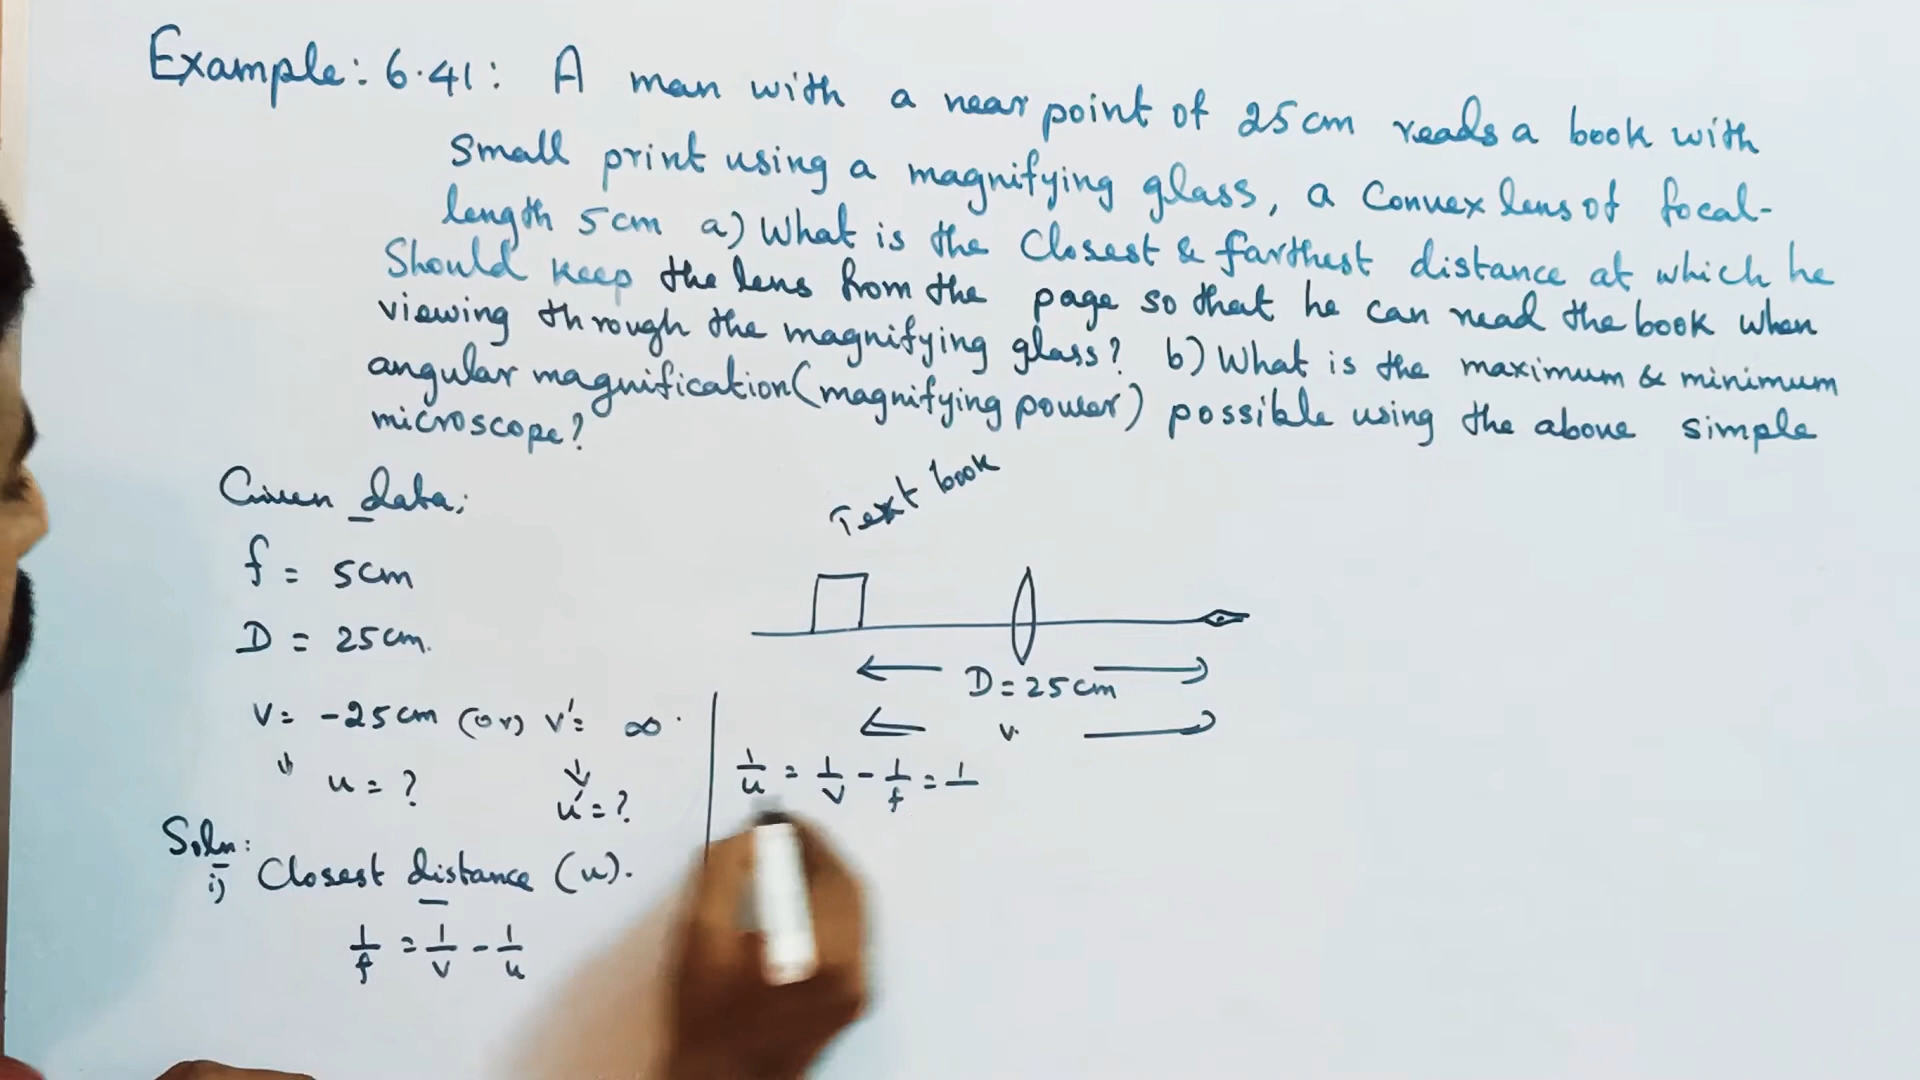 Example: 6.41: A man with a near point of 25cm reads a book with
small print using a magnifying glass, a convex lens of focal-
length 5cm a) What is the closest & farthest distance at which he
Should keep the lens from the page so that he can read the book when
viewing through the magnifying glass? b) What is the maximum & minimum
angular magnification (magnifying power) possible using the above simple
microscope?
Given data;
f = 5cm
D = 25cm.
V = -25cm (or) v' = ∞.
u = ?
u' = ?
Soln:
i) Closest distance (u).
1/f = 1/v - 1/u
Text book
D = 25cm
v.
1/u = 1/v - 1/f = 1